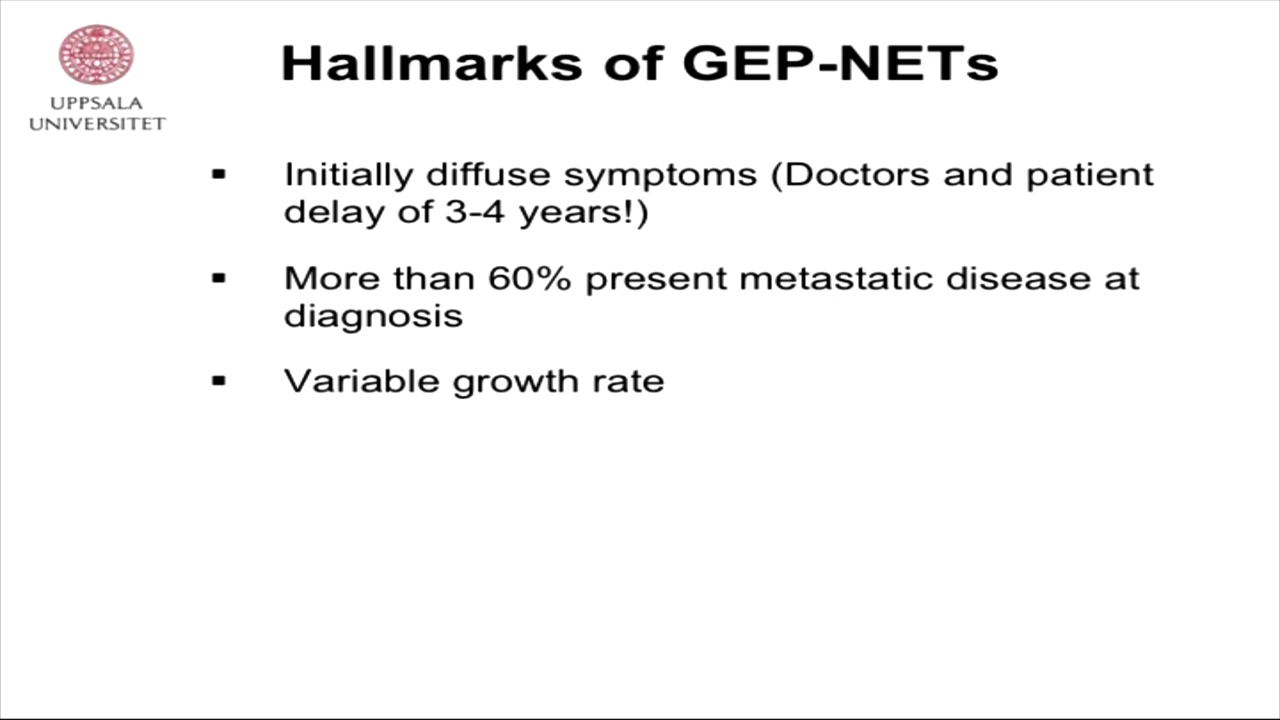 UPPSALA
UNIVERSITET
Hallmarks of GEP-NETs
▪ Initially diffuse symptoms (Doctors and patient
delay of 3-4 years!)
▪ More than 60% present metastatic disease at
diagnosis
▪ Variable growth rate